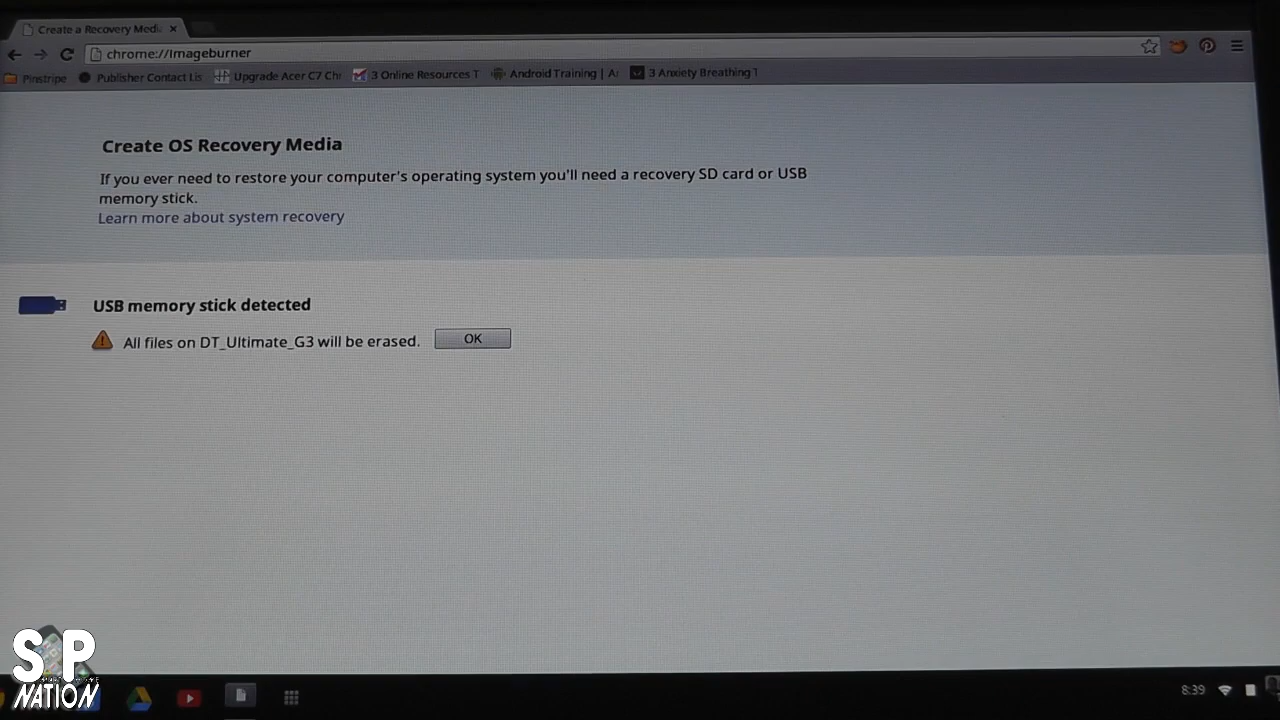 Create a Recovery Medi
chrome://imageburner
Pinstripe
Publisher Contact Lis
Upgrade Acer C7 Chr
3 Online Resources T
Android Training | A
3 Anxiety Breathing T
Create OS Recovery Media
If you ever need to restore your computer's operating system you'll need a recovery SD card or USB
memory stick.
Learn more about system recovery
USB memory stick detected
All files on DT_Ultimate_G3 will be erased.
OK
SP
NATION
8:39